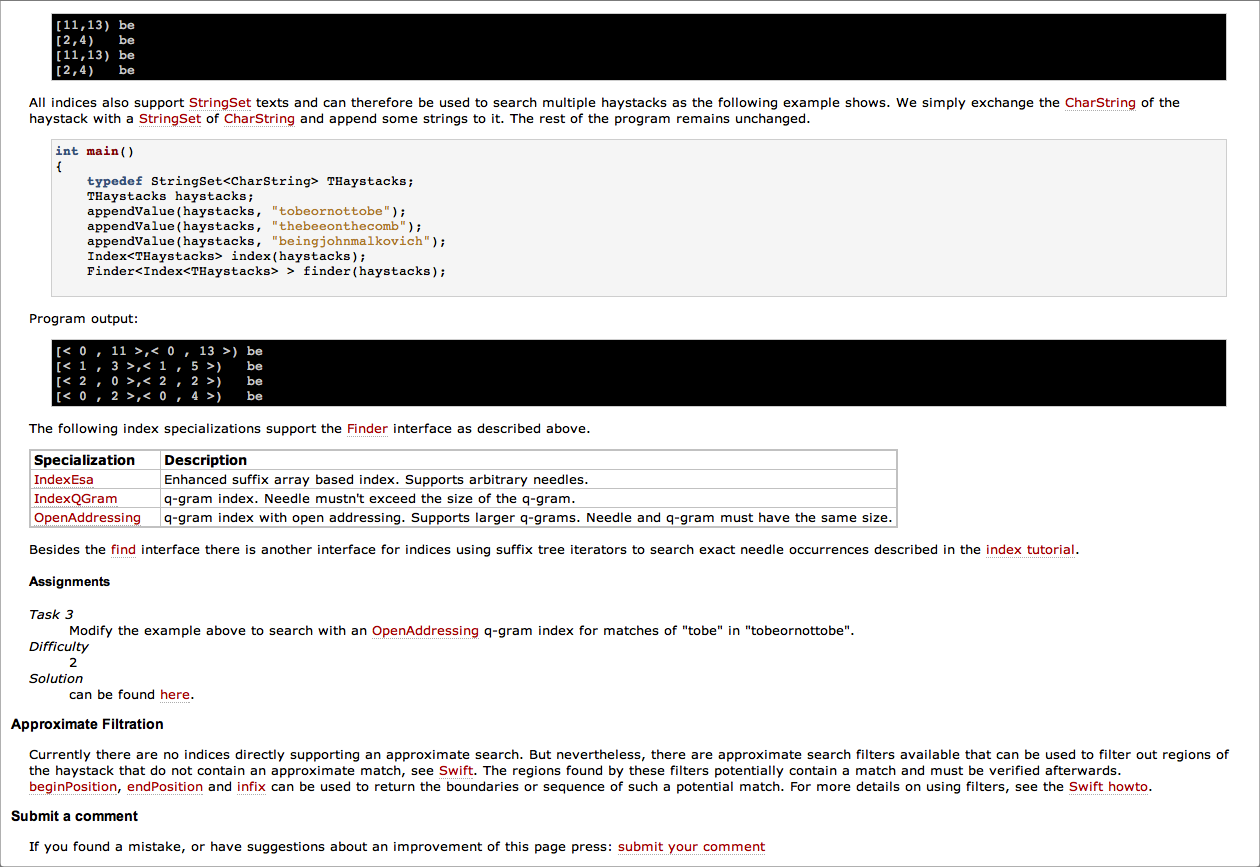 [11,13) be
[2,4)   be
[11,13) be
[2,4)   be
All indices also support StringSet texts and can therefore be used to search multiple haystacks as the following example shows. We simply exchange the CharString of the
haystack with a StringSet of CharString and append some strings to it. The rest of the program remains unchanged.
int main()
{
    typedef StringSet<CharString> THaystacks;
    THaystacks haystacks;
    appendValue(haystacks, "tobeornottobe");
    appendValue(haystacks, "thebeeonthecomb");
    appendValue(haystacks, "beingjohnmalkovich");
    Index<THaystacks> index(haystacks);
    Finder<Index<THaystacks> > finder(haystacks);
Program output:
[< 0 , 11 >,< 0 , 13 >) be
[< 1 , 3 >,< 1 , 5 >)   be
[< 2 , 0 >,< 2 , 2 >)   be
[< 0 , 2 >,< 0 , 4 >)   be
The following index specializations support the Finder interface as described above.
Specialization Description
IndexEsa Enhanced suffix array based index. Supports arbitrary needles.
IndexQGram q-gram index. Needle mustn't exceed the size of the q-gram.
OpenAddressing q-gram index with open addressing. Supports larger q-grams. Needle and q-gram must have the same size.
Besides the find interface there is another interface for indices using suffix tree iterators to search exact needle occurrences described in the index tutorial.
Assignments
Task 3
Modify the example above to search with an OpenAddressing q-gram index for matches of "tobe" in "tobeornottobe".
Difficulty
2
Solution
can be found here.
Approximate Filtration
Currently there are no indices directly supporting an approximate search. But nevertheless, there are approximate search filters available that can be used to filter out regions of
the haystack that do not contain an approximate match, see Swift. The regions found by these filters potentially contain a match and must be verified afterwards.
beginPosition, endPosition and infix can be used to return the boundaries or sequence of such a potential match. For more details on using filters, see the Swift howto.
Submit a comment
If you found a mistake, or have suggestions about an improvement of this page press: submit your comment